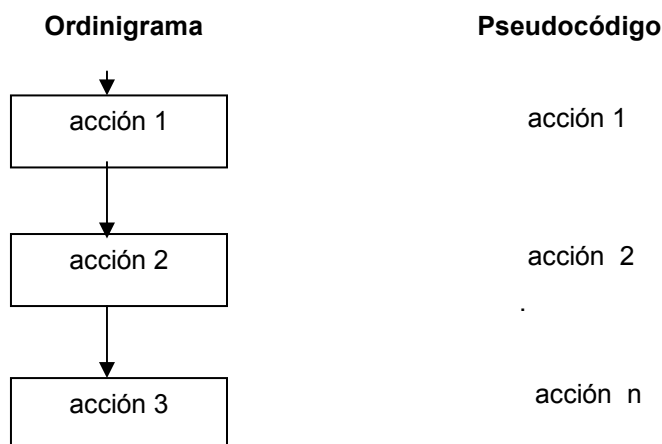 Ordinigrama Pseudocódigo
acción 1 acción 1
acción 2 acción 2
.
acción 3 acción n